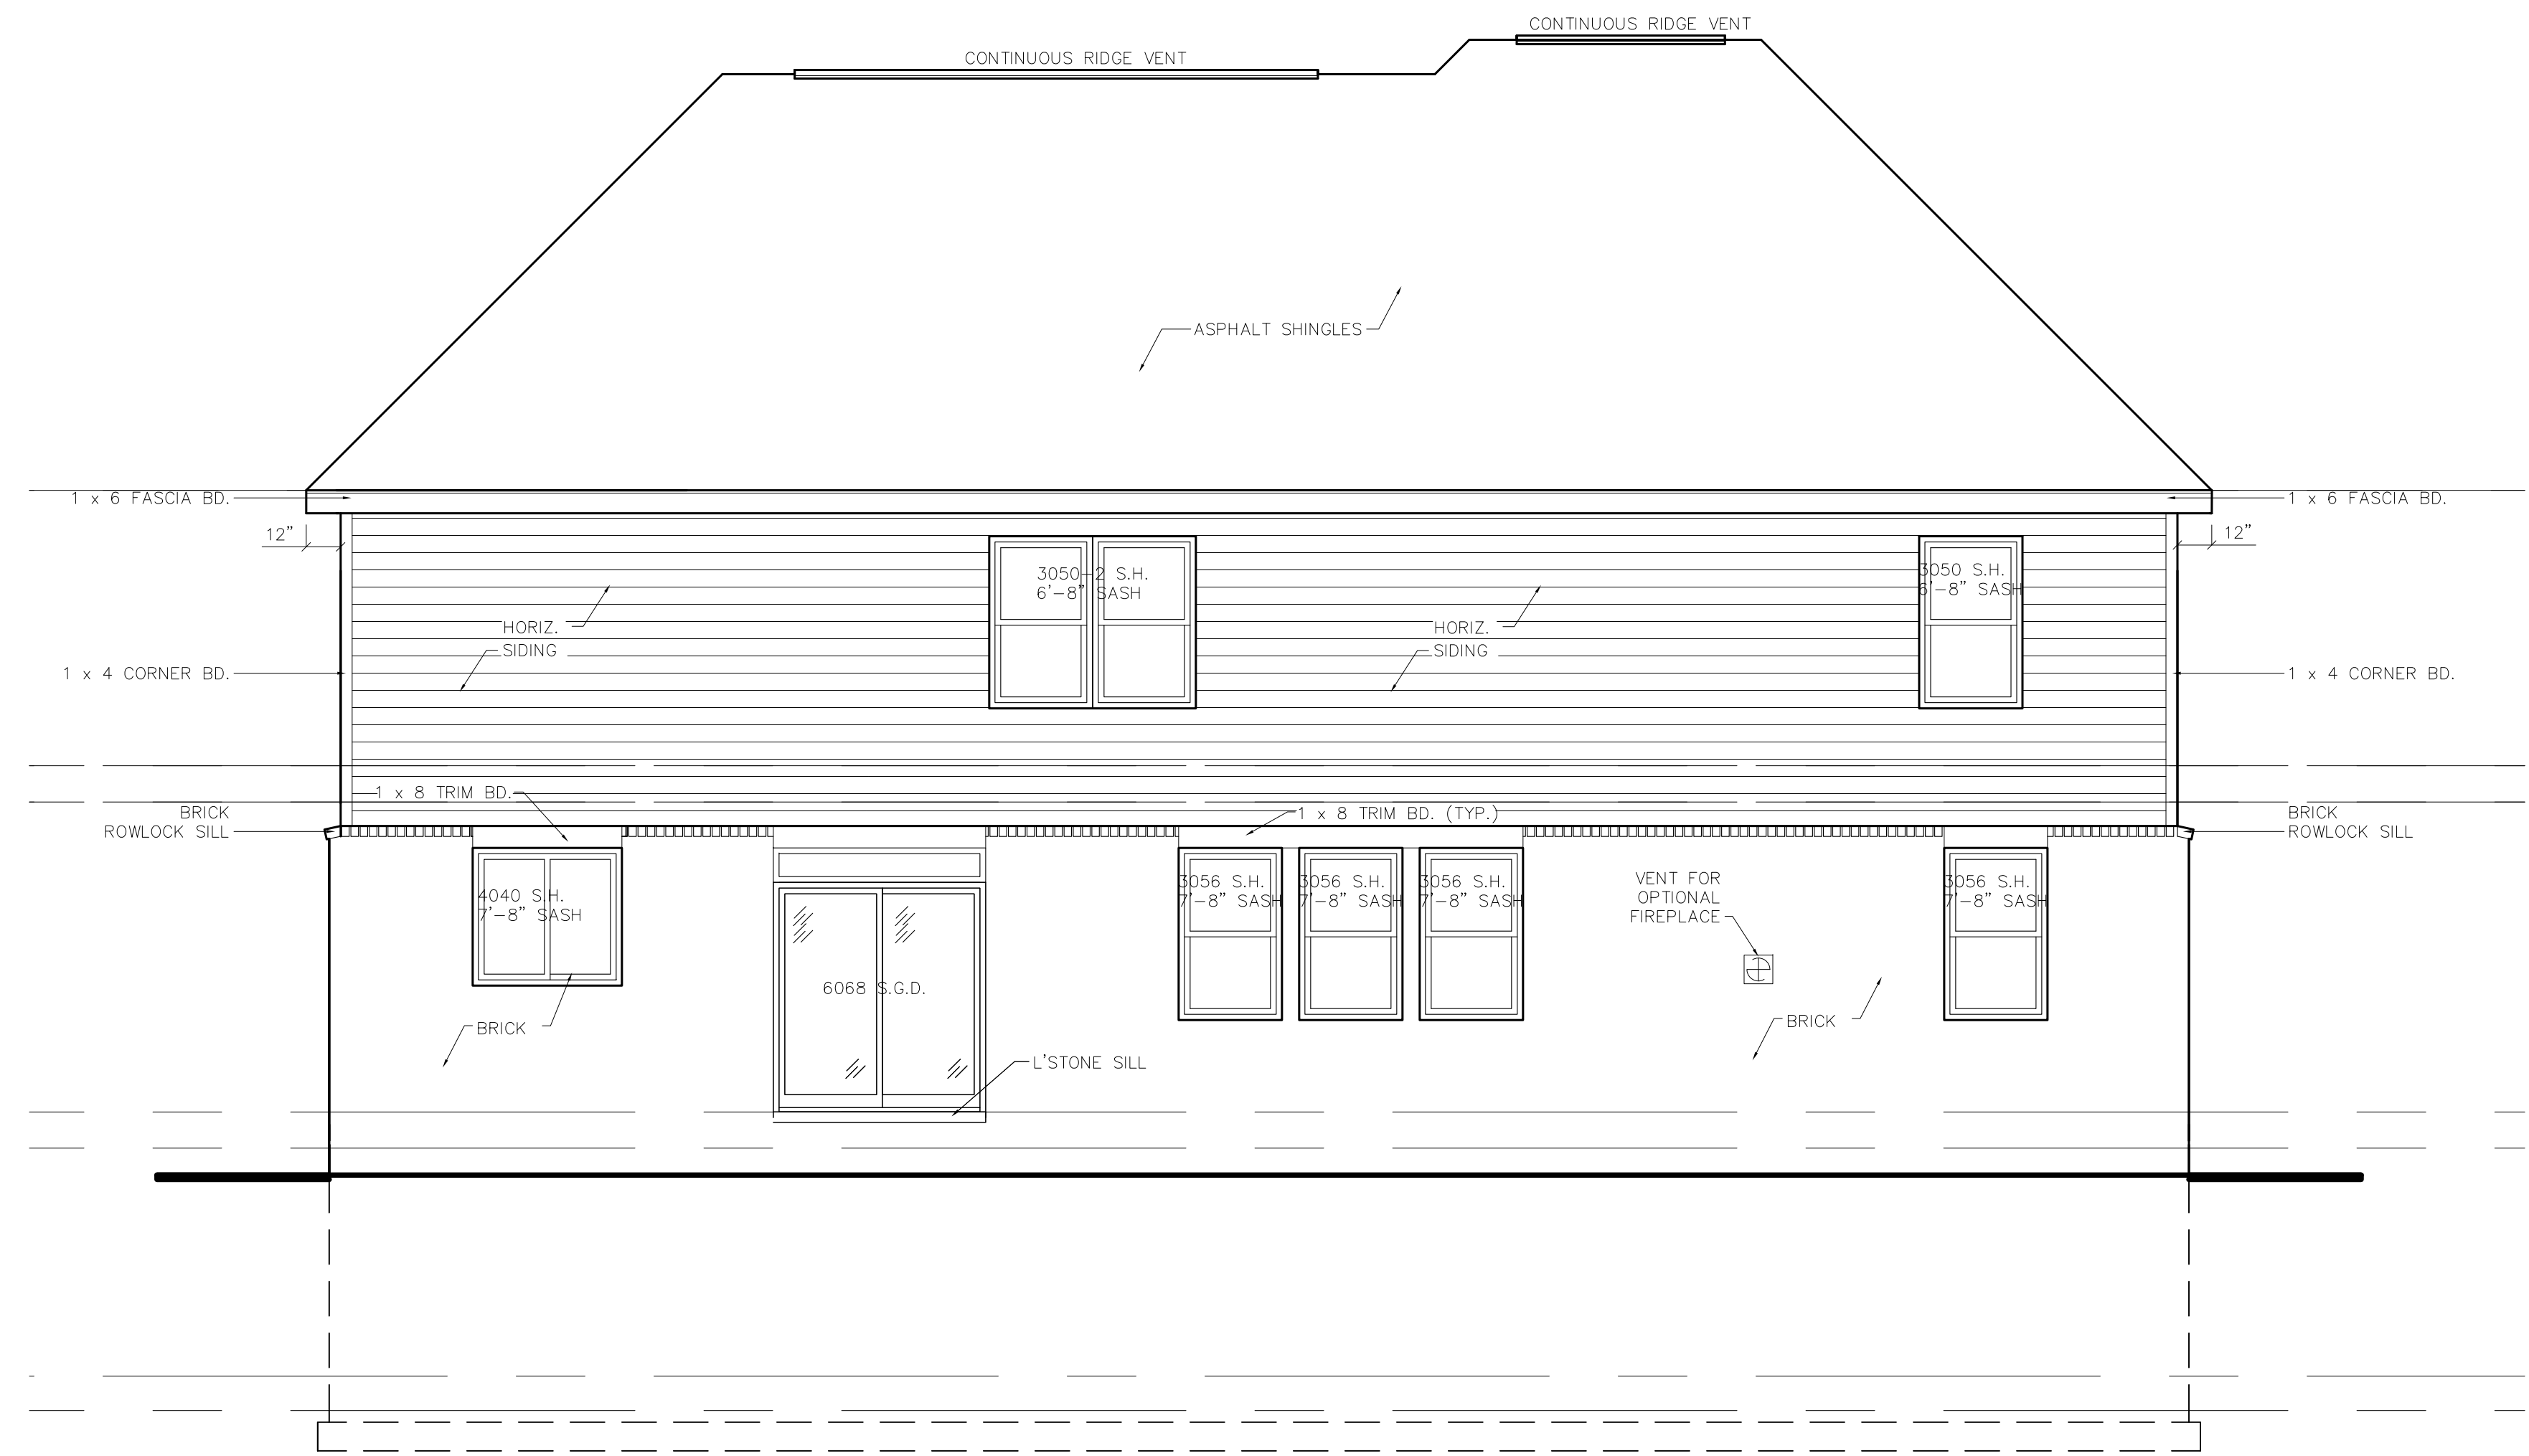 CONTINUOUS RIDGE VENT
CONTINUOUS RIDGE VENT
ASPHALT SHINGLES
1 x 6 FASCIA BD.
1 x 6 FASCIA BD.
12"
12"
3050-2 S.H.
6'-8" SASH
3050 S.H.
6'-8" SASH
HORIZ.
SIDING
HORIZ.
SIDING
1 x 4 CORNER BD.
1 x 4 CORNER BD.
1 x 8 TRIM BD.
1 x 8 TRIM BD. (TYP.)
BRICK
ROWLOCK SILL
BRICK
ROWLOCK SILL
4040 S.H.
7'-8" SASH
3056 S.H.
7'-8" SASH
3056 S.H.
7'-8" SASH
3056 S.H.
7'-8" SASH
VENT FOR
OPTIONAL
FIREPLACE
3056 S.H.
7'-8" SASH
6068 S.G.D.
BRICK
BRICK
L'STONE SILL